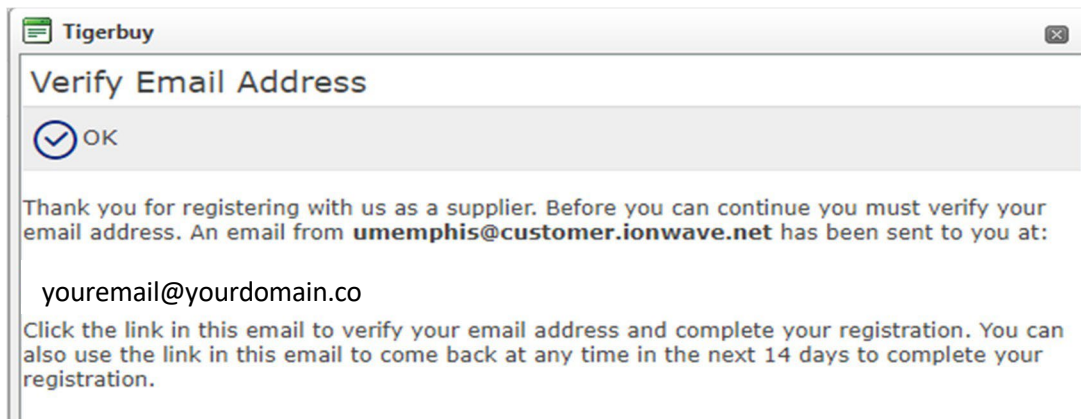 Tigerbuy
Verify Email Address
OK
Thank you for registering with us as a supplier. Before you can continue you must verify your
email address. An email from umemphis@customer.ionwave.net has been sent to you at:
youremail@yourdomain.co
Click the link in this email to verify your email address and complete your registration. You can
also use the link in this email to come back at any time in the next 14 days to complete your
registration.